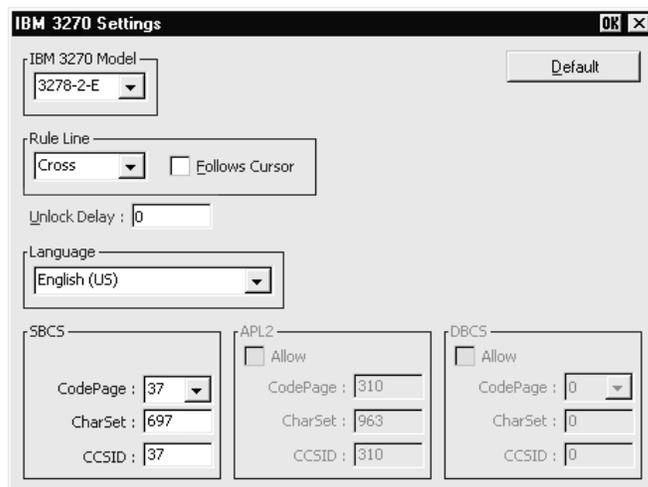 IBM 3270 Settings OK
IBM 3270 Model
3278-2-E
Default
Rule Line
Cross
Follows Cursor
Unlock Delay : 0
Language
English (US)
SBCS
CodePage : 37
CharSet : 697
CCSID : 37
APL2
Allow
CodePage : 310
CharSet : 963
CCSID : 310
DBCS
Allow
CodePage : 0
CharSet : 0
CCSID : 0